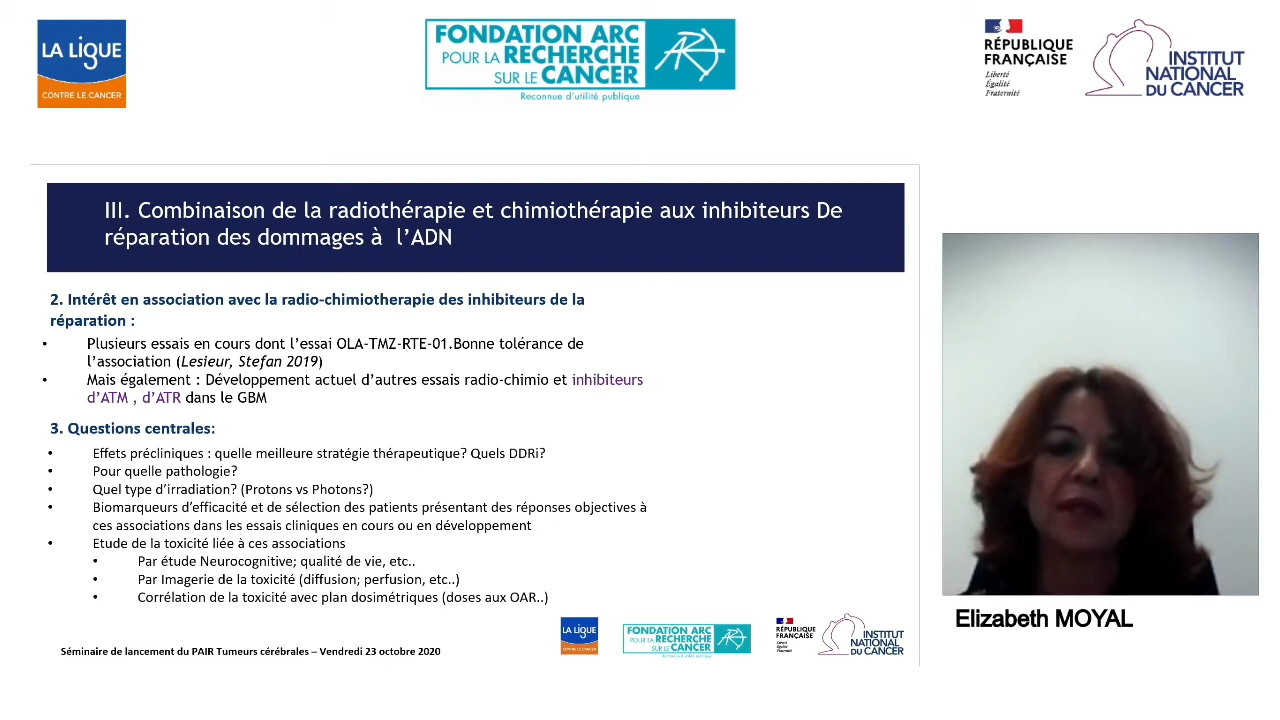 LA LIGUE
CONTRE LE CANCER
FONDATION ARC
POUR LA RECHERCHE
SUR LE CANCER
Reconnue d'utilité publique
RÉPUBLIQUE
FRANÇAISE
Liberté
Égalité
Fraternité
INSTITUT
NATIONAL
DU CANCER
III. Combinaison de la radiothérapie et chimiothérapie aux inhibiteurs De
réparation des dommages à l'ADN
2. Intérêt en association avec la radio-chimiotherapie des inhibiteurs de la
réparation :
• Plusieurs essais en cours dont l'essai OLA-TMZ-RTE-01.Bonne tolérance de
l'association (Lesieur, Stefan 2019)
• Mais également : Développement actuel d'autres essais radio-chimio et inhibiteurs
d'ATM , d'ATR dans le GBM
3. Questions centrales:
• Effets précliniques : quelle meilleure stratégie thérapeutique? Quels DDRi?
• Pour quelle pathologie?
• Quel type d'irradiation? (Protons vs Photons?)
• Biomarqueurs d'efficacité et de sélection des patients présentant des réponses objectives à
ces associations dans les essais cliniques en cours ou en développement
• Etude de la toxicité liée à ces associations
• Par étude Neurocognitive; qualité de vie, etc..
• Par Imagerie de la toxicité (diffusion; perfusion, etc..)
• Corrélation de la toxicité avec plan dosimétriques (doses aux OAR..)
Séminaire de lancement du PAIR Tumeurs cérébrales – Vendredi 23 octobre 2020
LA LIGUE
FONDATION ARC
POUR LA RECHERCHE
SUR LE CANCER
RÉPUBLIQUE
FRANÇAISE
INSTITUT
NATIONAL
DU CANCER
Elizabeth MOYAL